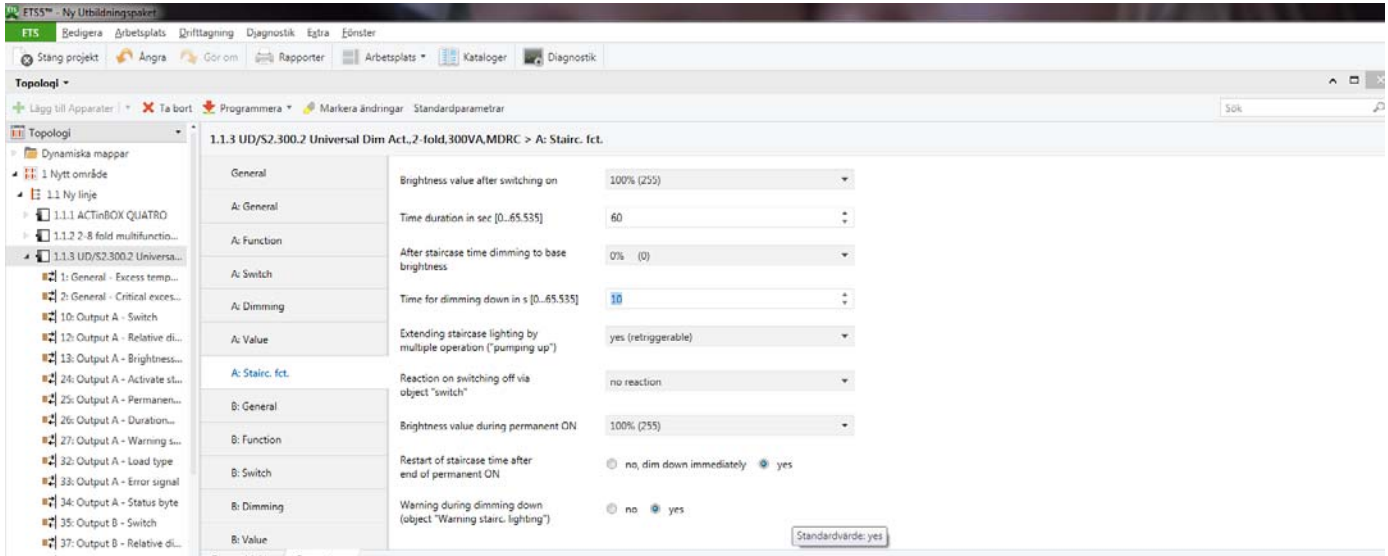 ETS5™ - Ny Utbildningspaket
ETS Redigera Arbetsplats Drifttagning Djagnostik Extra Fönster
Stäng projekt Ångra Gör om Rapporter Arbetsplats Kataloger Diagnostik
Topologi
Lägg till Apparater Ta bort Programmera Markera ändringar Standardparametrar Sök
Topologi
Dynamiska mappar
1 Nytt område
1.1 Ny linje
1.1.1 ACTinBOX QUATRO
1.1.2 2-8 fold multifunctio...
1.1.3 UD/S2.300.2 Universa...
1: General - Excess temp...
2: General - Critical exces...
10: Output A - Switch
12: Output A - Relative di...
13: Output A - Brightness...
24: Output A - Activate st...
25: Output A - Permanen...
26: Output A - Duration...
27: Output A - Warning s...
32: Output A - Load type
33: Output A - Error signal
34: Output A - Status byte
35: Output B - Switch
37: Output B - Relative di...
1.1.3 UD/S2.300.2 Universal Dim Act.,2-fold,300VA,MDRC > A: Stairc. fct.
General
A: General
A: Function
A: Switch
A: Dimming
A: Value
A: Stairc. fct.
B: General
B: Function
B: Switch
B: Dimming
B: Value
Brightness value after switching on 100% (255)
Time duration in sec [0...65.535] 60
After staircase time dimming to base
brightness 0% (0)
Time for dimming down in s [0...65.535] 10
Extending staircase lighting by
multiple operation ("pumping up") yes (retriggerable)
Reaction on switching off via
object "switch" no reaction
Brightness value during permanent ON 100% (255)
Restart of staircase time after
end of permanent ON no, dim down immediately yes
Warning during dimming down
(object "Warning stairc. lighting") no yes
Standardvärde: yes